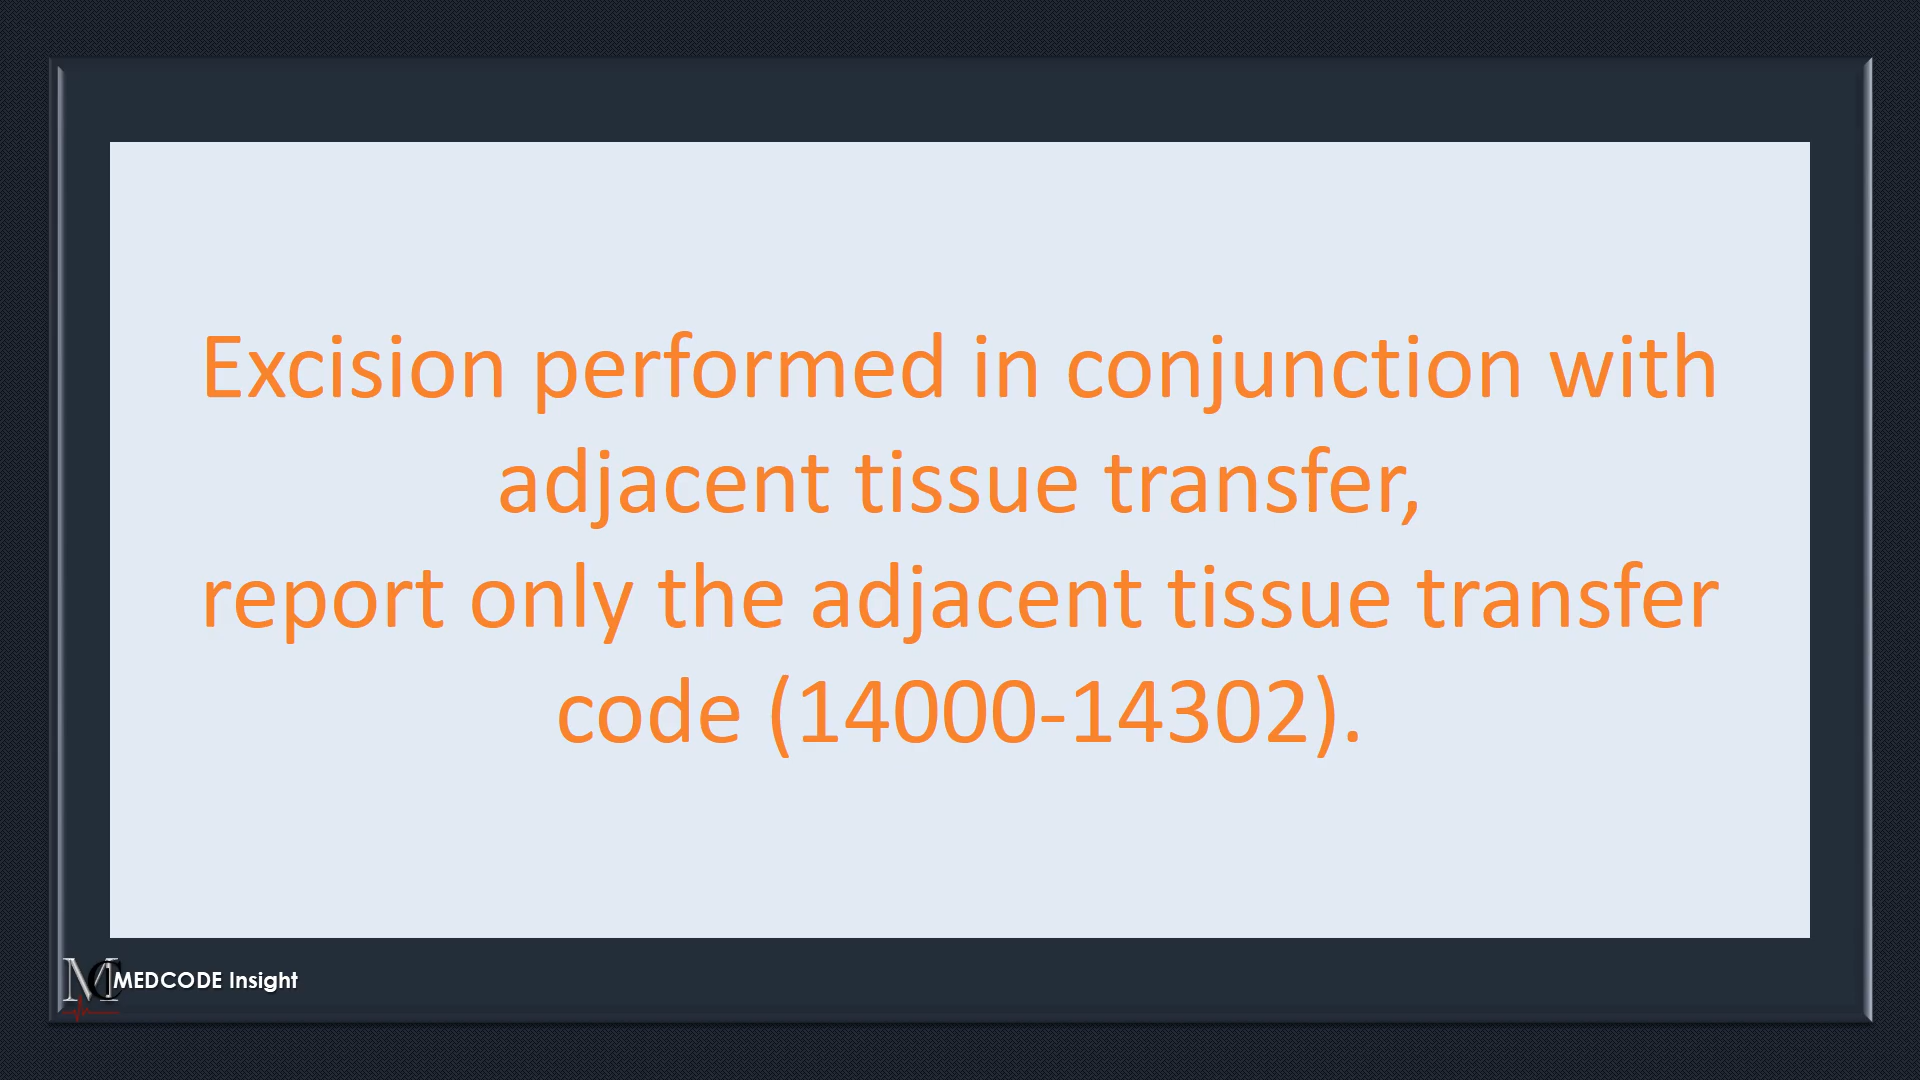 Excision performed in conjunction with
adjacent tissue transfer,
report only the adjacent tissue transfer
code (14000-14302).
MC MEDCODE Insight